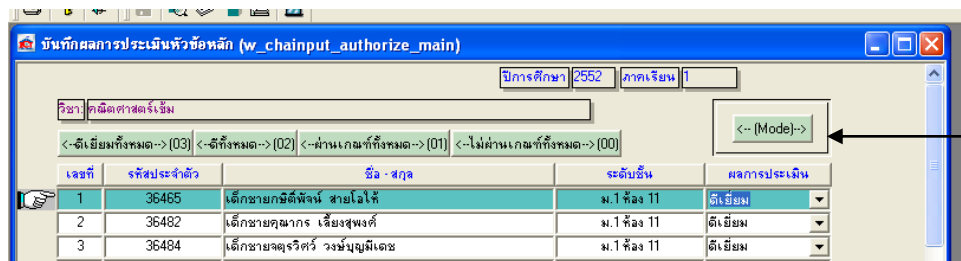 บันทึกผลการประเมินหัวข้อหลัก (w_chainput_authorize_main)
ปีการศึกษา 2552 ภาคเรียน 1
วิชา: คณิตศาสตร์เข้ม
<-- (Mode)-->
<--ดีเยี่ยมทั้งหมด--> (03) <--ดีทั้งหมด--> (02) <--ผ่านเกณฑ์ทั้งหมด--> (01) <--ไม่ผ่านเกณฑ์ทั้งหมด--> (00)
เลขที่ รหัสประจำตัว ชื่อ - สกุล ระดับชั้น ผลการประเมิน
1 36465 เด็กชายกษิดิ์พัจน์ สายโอไห้ ม.1 ห้อง 11 ดีเยี่ยม
2 36482 เด็กชายคุณากร เลี้ยงสุพงศ์ ม.1 ห้อง 11 ดีเยี่ยม
3 36484 เด็กชายจตุรวิศว์ วงษ์บุญมีเดช ม.1 ห้อง 11 ดีเยี่ยม